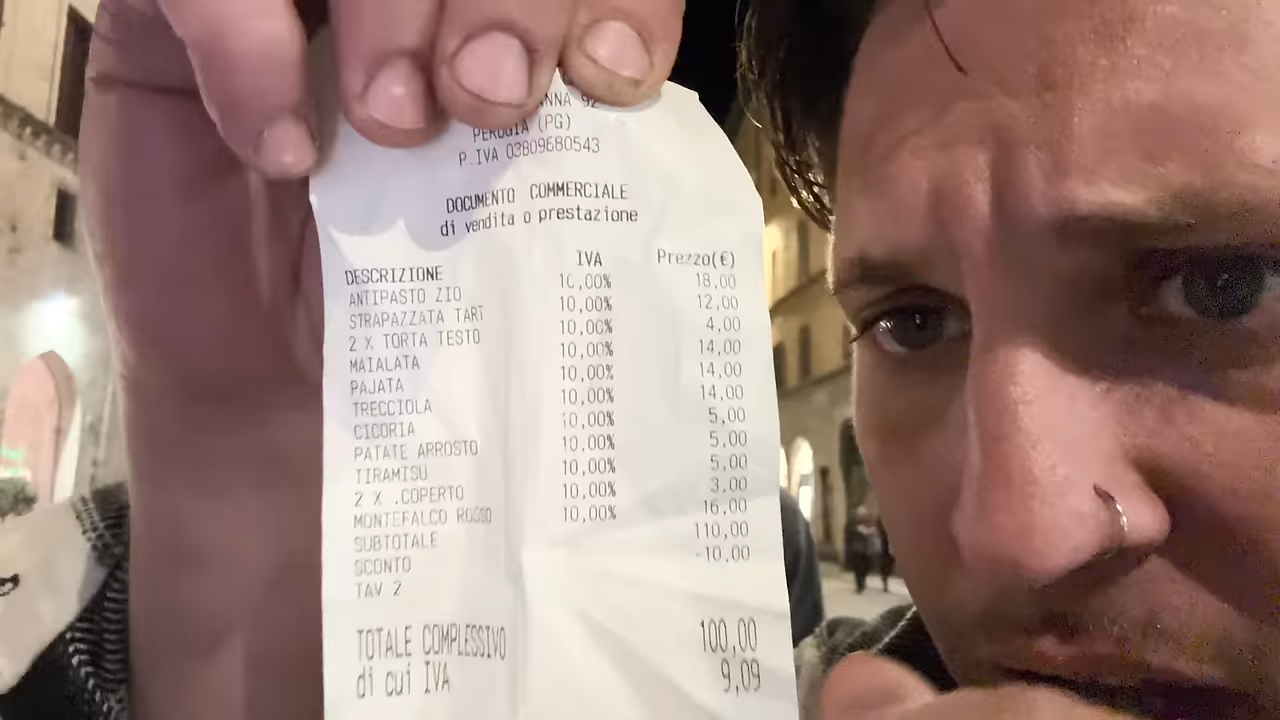 ANNA 92
PERUGIA (PG)
P.IVA 03809680543
DOCUMENTO COMMERCIALE
di vendita o prestazione
DESCRIZIONE IVA Prezzo(€)
ANTIPASTO ZIO 10,00% 18,00
STRAPAZZATA TART 10,00% 12,00
2 X TORTA TESTO 10,00% 4,00
MAIALATA 10,00% 14,00
PAJATA 10,00% 14,00
TRECCIOLA 10,00% 14,00
CICORIA 10,00% 5,00
PATATE ARROSTO 10,00% 5,00
TIRAMISU 10,00% 5,00
2 X .COPERTO 10,00% 3,00
MONTEFALCO ROSSO 10,00% 16,00
SUBTOTALE 110,00
SCONTO -10,00
TAV 2
TOTALE COMPLESSIVO 100,00
di cui IVA 9,09